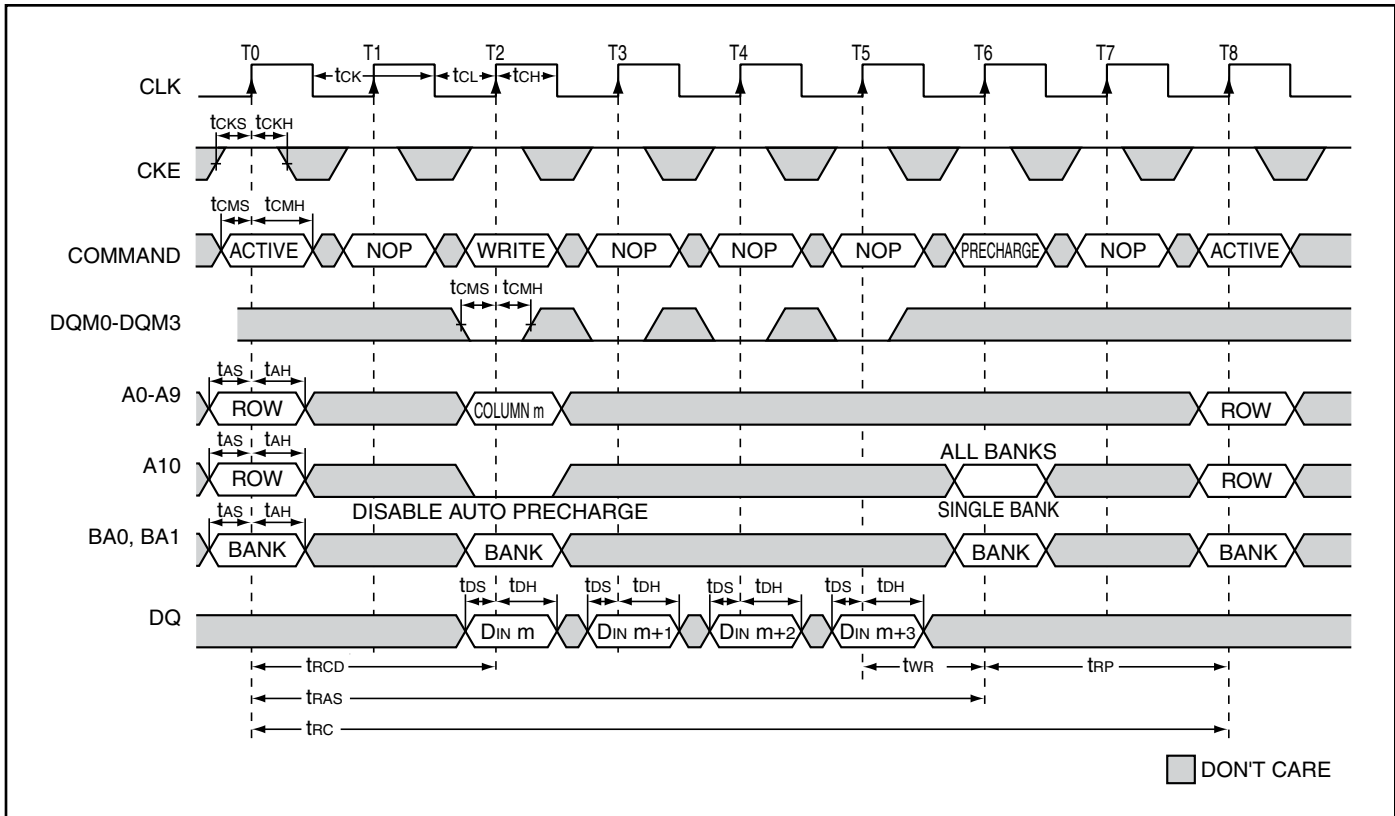 T0 T1 T2 T3 T4 T5 T6 T7 T8
CLK tCK tCL tCH
tCKS tCKH
CKE
tCMS tCMH
COMMAND ACTIVE NOP WRITE NOP NOP NOP PRECHARGE NOP ACTIVE
tCMS tCMH
DQM0-DQM3
tAS tAH
A0-A9 ROW COLUMN m ROW
tAS tAH ALL BANKS
A10 ROW ROW
tAS tAH DISABLE AUTO PRECHARGE SINGLE BANK
BA0, BA1 BANK BANK BANK BANK
tDS tDH tDS tDH tDS tDH tDS tDH
DQ DIN m DIN m+1 DIN m+2 DIN m+3
tRCD tWR tRP
tRAS
tRC
DON'T CARE